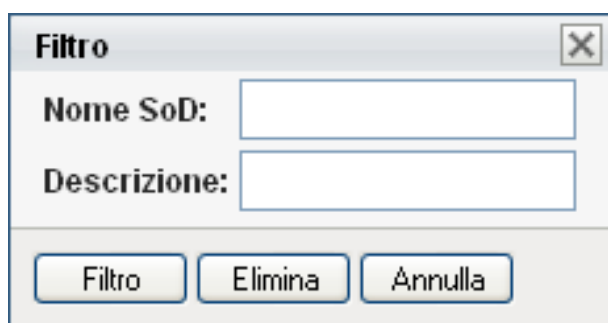 Filtro
Nome SoD:
Descrizione:
Filtro Elimina Annulla